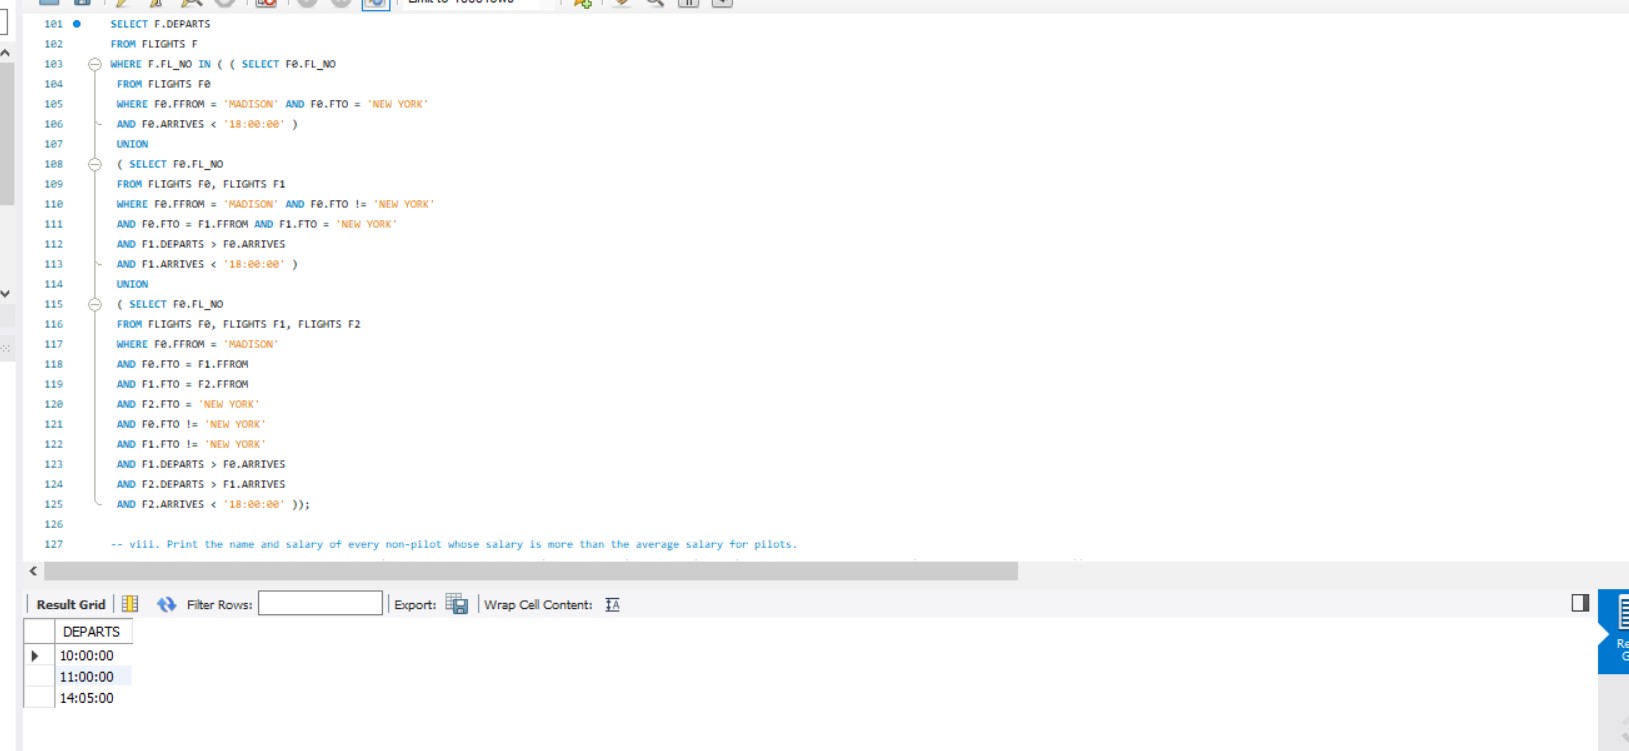 101 SELECT F.DEPARTS
102 FROM FLIGHTS F
103 WHERE F.FL_NO IN ( ( SELECT F0.FL_NO
104 FROM FLIGHTS F0
105 WHERE F0.FFROM = 'MADISON' AND F0.FTO = 'NEW YORK'
106 AND F0.ARRIVES < '18:00:00' )
107 UNION
108 ( SELECT F0.FL_NO
109 FROM FLIGHTS F0, FLIGHTS F1
110 WHERE F0.FFROM = 'MADISON' AND F0.FTO != 'NEW YORK'
111 AND F0.FTO = F1.FFROM AND F1.FTO = 'NEW YORK'
112 AND F1.DEPARTS > F0.ARRIVES
113 AND F1.ARRIVES < '18:00:00' )
114 UNION
115 ( SELECT F0.FL_NO
116 FROM FLIGHTS F0, FLIGHTS F1, FLIGHTS F2
117 WHERE F0.FFROM = 'MADISON'
118 AND F0.FTO = F1.FFROM
119 AND F1.FTO = F2.FFROM
120 AND F2.FTO = 'NEW YORK'
121 AND F0.FTO != 'NEW YORK'
122 AND F1.FTO != 'NEW YORK'
123 AND F1.DEPARTS > F0.ARRIVES
124 AND F2.DEPARTS > F1.ARRIVES
125 AND F2.ARRIVES < '18:00:00' ));
126
127 -- viii. Print the name and salary of every non-pilot whose salary is more than the average salary for pilots.
Result Grid Filter Rows: Export: Wrap Cell Content:
DEPARTS
10:00:00
11:00:00
14:05:00